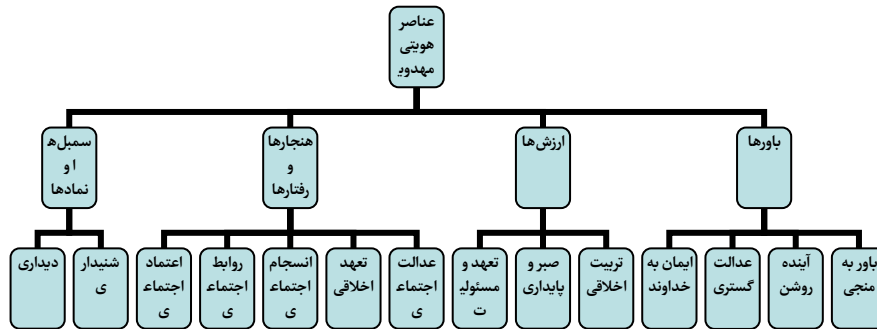 عناصر
هویتی
مهدوی
باورها
ارزش‌ها
هنجارها
و
رفتارها
سمبل‌ه
ا و
نمادها
باور به
منجی
آینده
روشن
عدالت
گستری
ایمان به
خداوند
تربیت
اخلاقی
صبر و
پایداری
تعهد و
مسئولی
ت
عدالت
اجتماع
ی
تعهد
اخلاقی
انسجام
اجتماع
ی
روابط
اجتماع
ی
اعتماد
اجتماع
ی
شنیدار
ی
دیداری